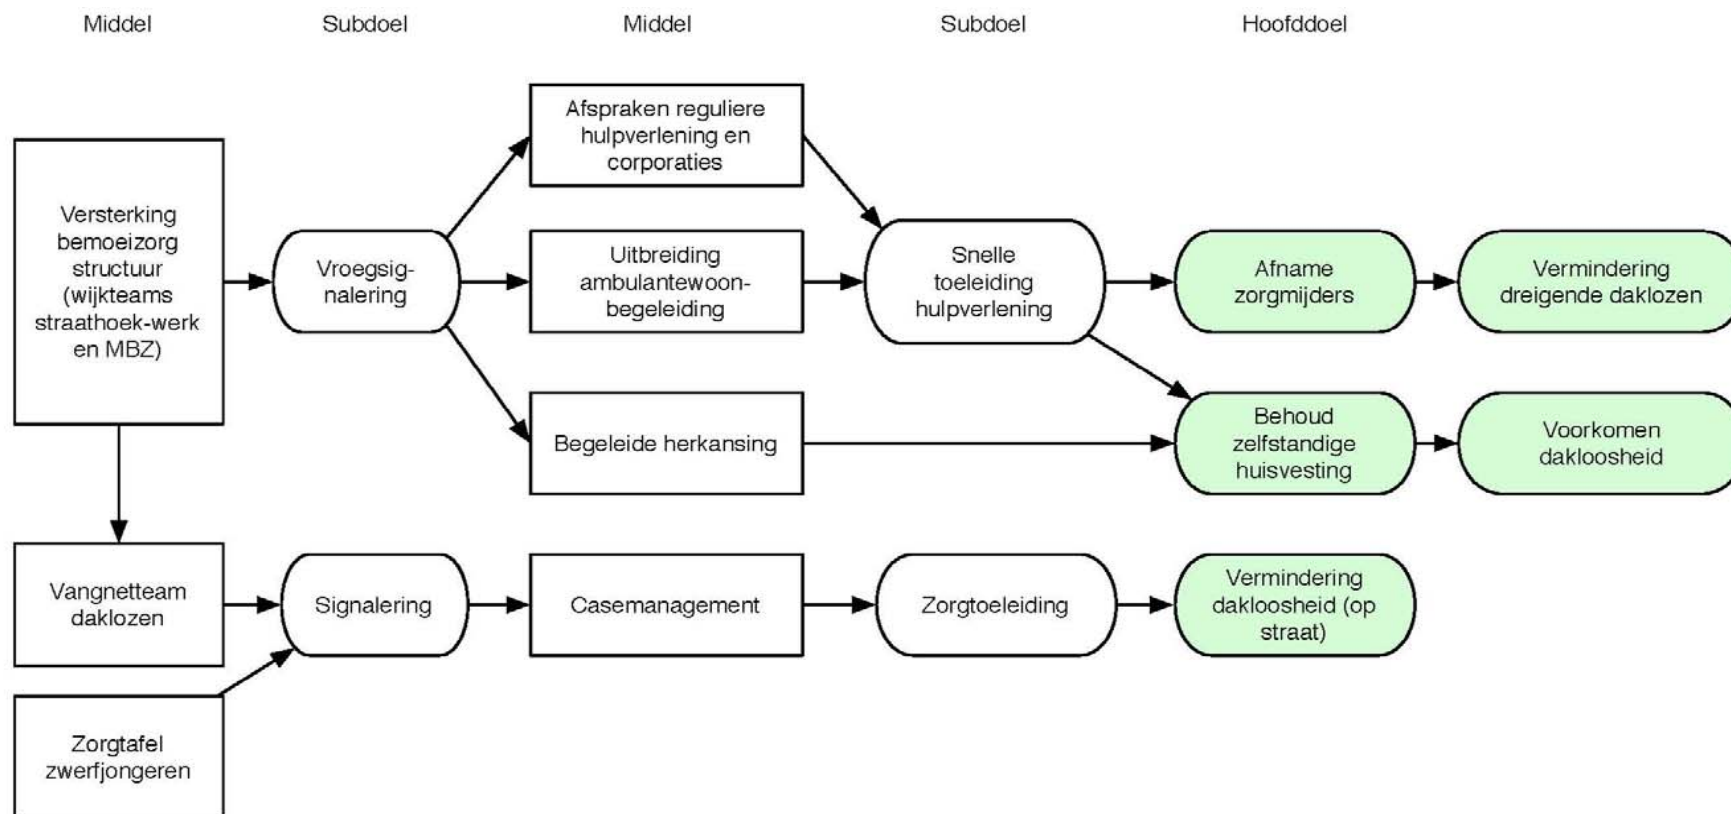 Middel
Subdoel
Middel
Subdoel
Hoofddoel
Afspraken reguliere
hulpverlening en
corporaties
Versterking
bemoeizorg
structuur
(wijkteams
straathoek-werk
en MBZ)
Vroegsig-
nalering
Uitbreiding
ambulantewoon-
begeleiding
Snelle
toeleiding
hulpverlening
Afname
zorgmijders
Vermindering
dreigende daklozen
Begeleide herkansing
Behoud
zelfstandige
huisvesting
Voorkomen
dakloosheid
Vangnetteam
daklozen
Signalering
Casemanagement
Zorgtoeleiding
Vermindering
dakloosheid (op
straat)
Zorgtafel
zwerfjongeren